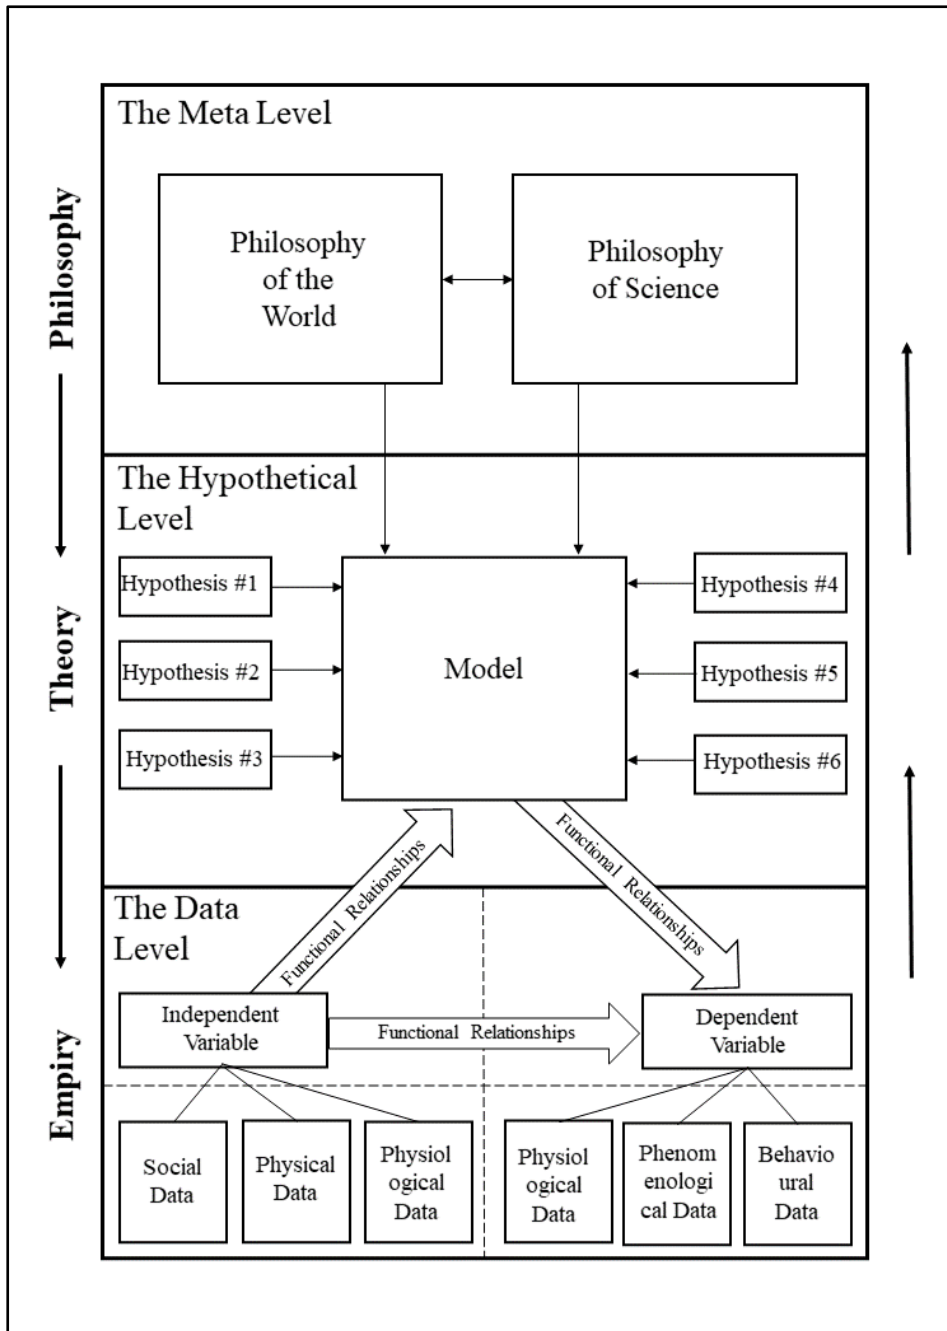 The Meta Level
Philosophy
of the
World
Philosophy
of Science
Philosophy
The Hypothetical
Level
Hypothesis #1
Hypothesis #2
Hypothesis #3
Model
Hypothesis #4
Hypothesis #5
Hypothesis #6
Theory
Functional Relationships
Functional Relationships
The Data
Level
Independent
Variable
Functional Relationships
Dependent
Variable
Empiry
Social
Data
Physical
Data
Physiol
ogical
Data
Physiol
ogical
Data
Phenom
enologi
cal Data
Behavio
ural
Data